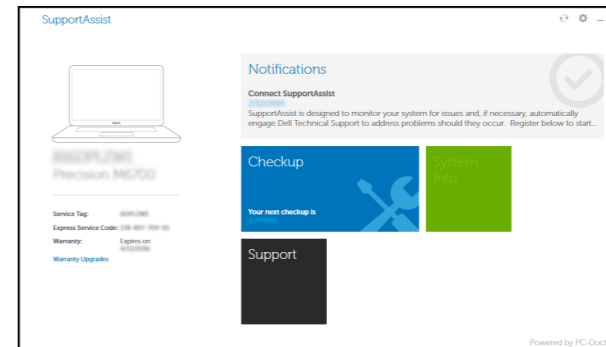 SupportAssist
Notifications
Connect SupportAssist
SupportAssist is designed to monitor your system for issues and, if necessary, automatically
engage Dell Technical Support to address problems should they occur. Register below to start...
Precision M6700
Checkup
System
Info
Service Tag:
Your next checkup is
Express Service Code:
Warranty: Expires on
Warranty Upgrades
Support
Powered by PC-Doct